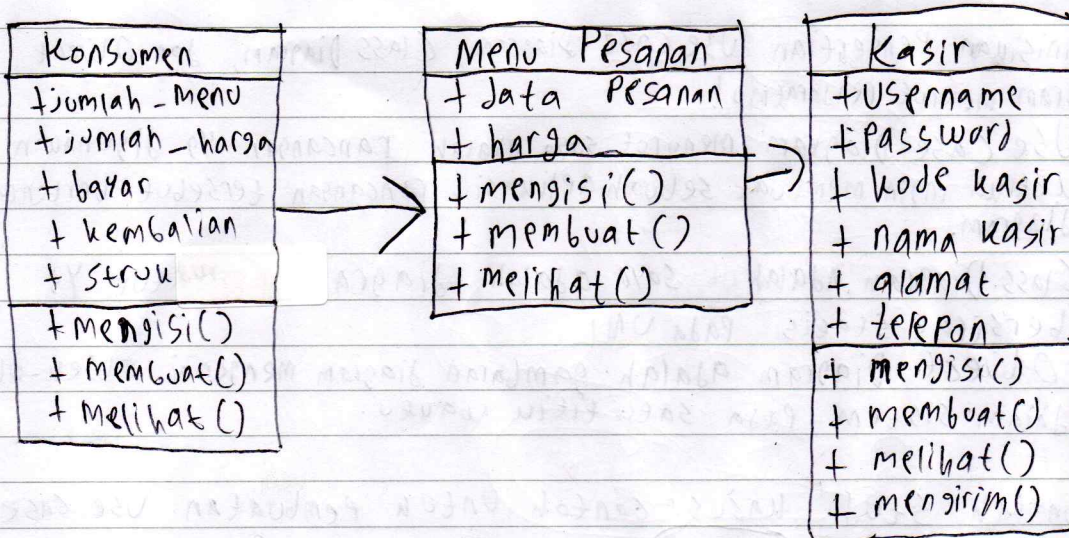 Konsumen
+ jumlah_menu
+ jumlah_harga
+ bayar
+ kembalian
+ struk
+ mengisi()
+ membuat()
+ melihat()
Menu Pesanan
+ data Pesanan
+ harga
+ mengisi()
+ membuat()
+ melihat()
Kasir
+ Username
+ Password
+ kode kasir
+ nama kasir
+ alamat
+ telepon
+ mengisi()
+ membuat()
+ melihat()
+ mengirim()